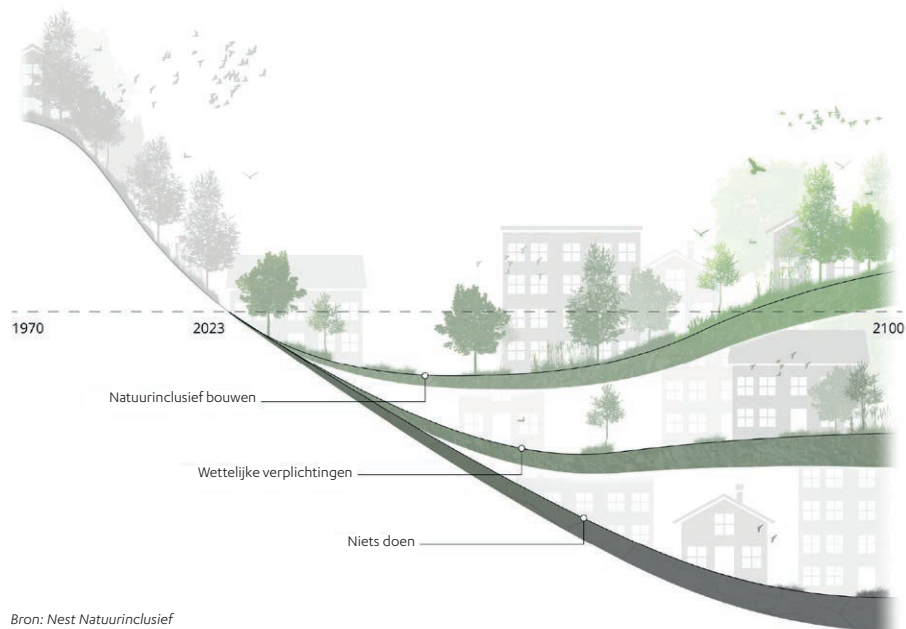 1970
2023
2100
Natuurinclusief bouwen
Wettelijke verplichtingen
Niets doen
Bron: Nest Natuurinclusief